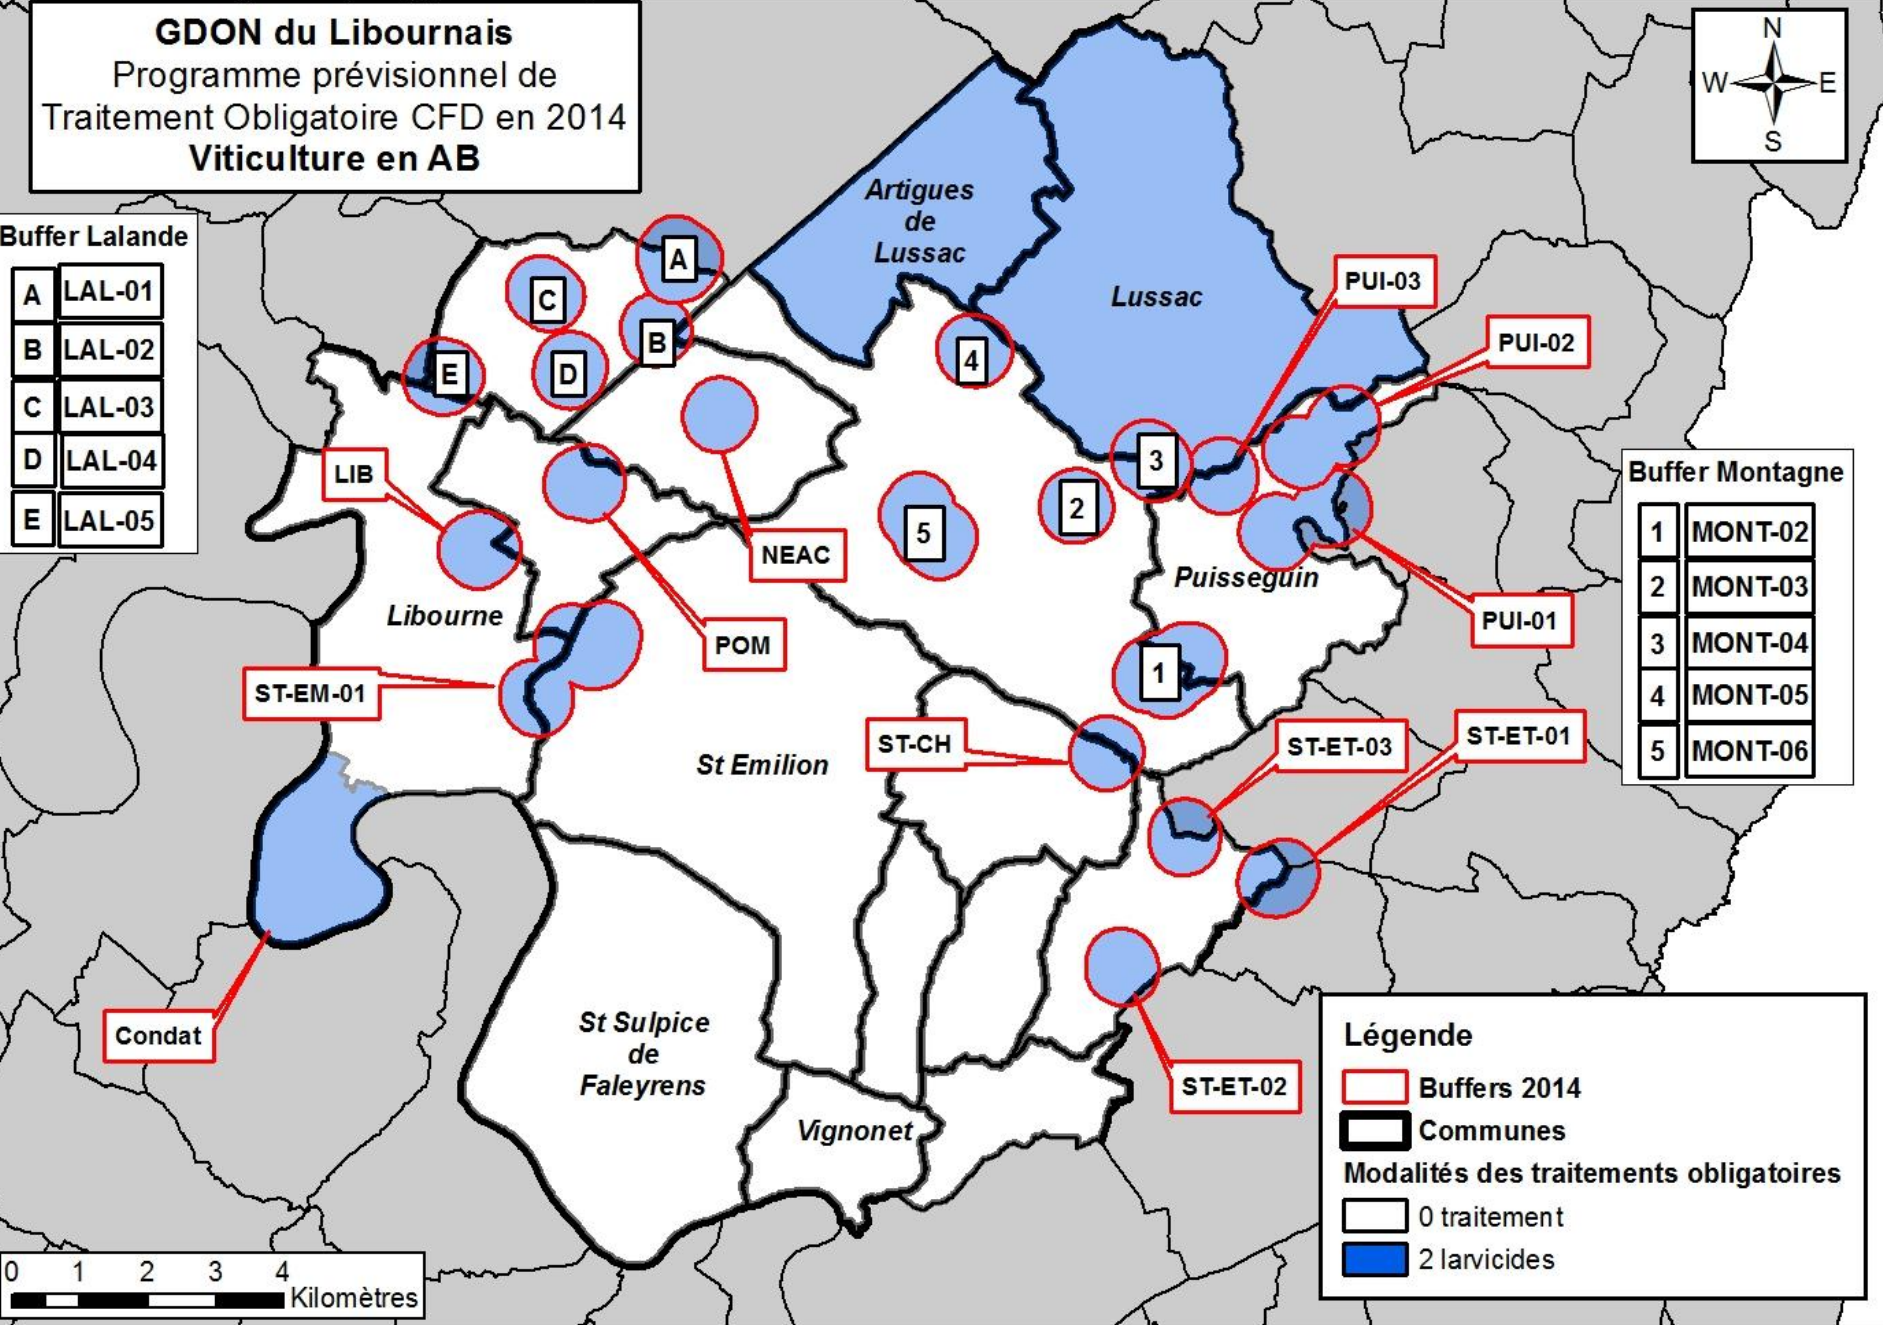 GDON du Libournais
Programme prévisionnel de
Traitement Obligatoire CFD en 2014
Viticulture en AB
N
W E
S
Buffer Lalande
A LAL-01
B LAL-02
C LAL-03
D LAL-04
E LAL-05
Artigues
de
Lussac
Lussac
A
C
B
E
D
4
PUI-03
PUI-02
LIB
3
2
5
NEAC
Puisseguin
PUI-01
Libourne
POM
1
ST-EM-01
ST-CH
St Emilion
ST-ET-03
ST-ET-01
Buffer Montagne
1 MONT-02
2 MONT-03
3 MONT-04
4 MONT-05
5 MONT-06
Condat
St Sulpice
de
Faleyrens
Vignonet
ST-ET-02
Légende
Buffers 2014
Communes
Modalités des traitements obligatoires
0 traitement
2 larvicides
0 1 2 3 4
Kilomètres